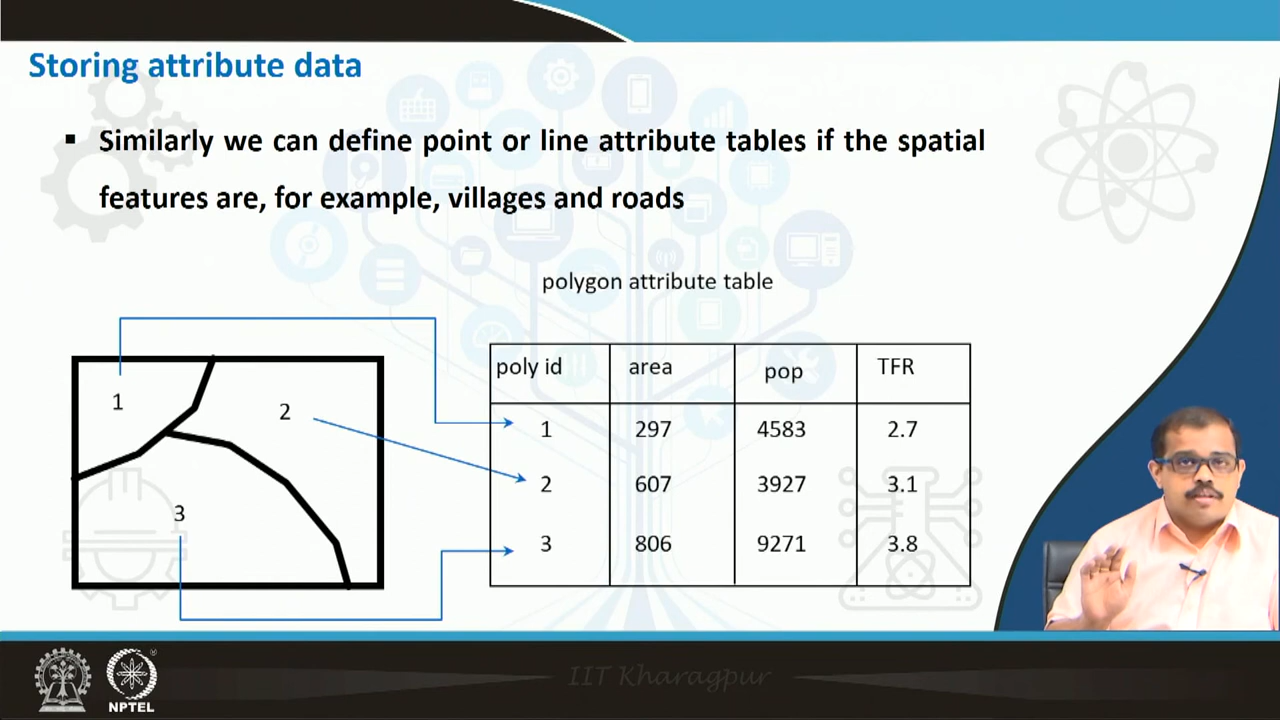 Storing attribute data
▪ Similarly we can define point or line attribute tables if the spatial
features are, for example, villages and roads
polygon attribute table
poly id area pop TFR
1 297 4583 2.7
2 607 3927 3.1
3 806 9271 3.8
1
2
3
IIT Kharagpur
NPTEL